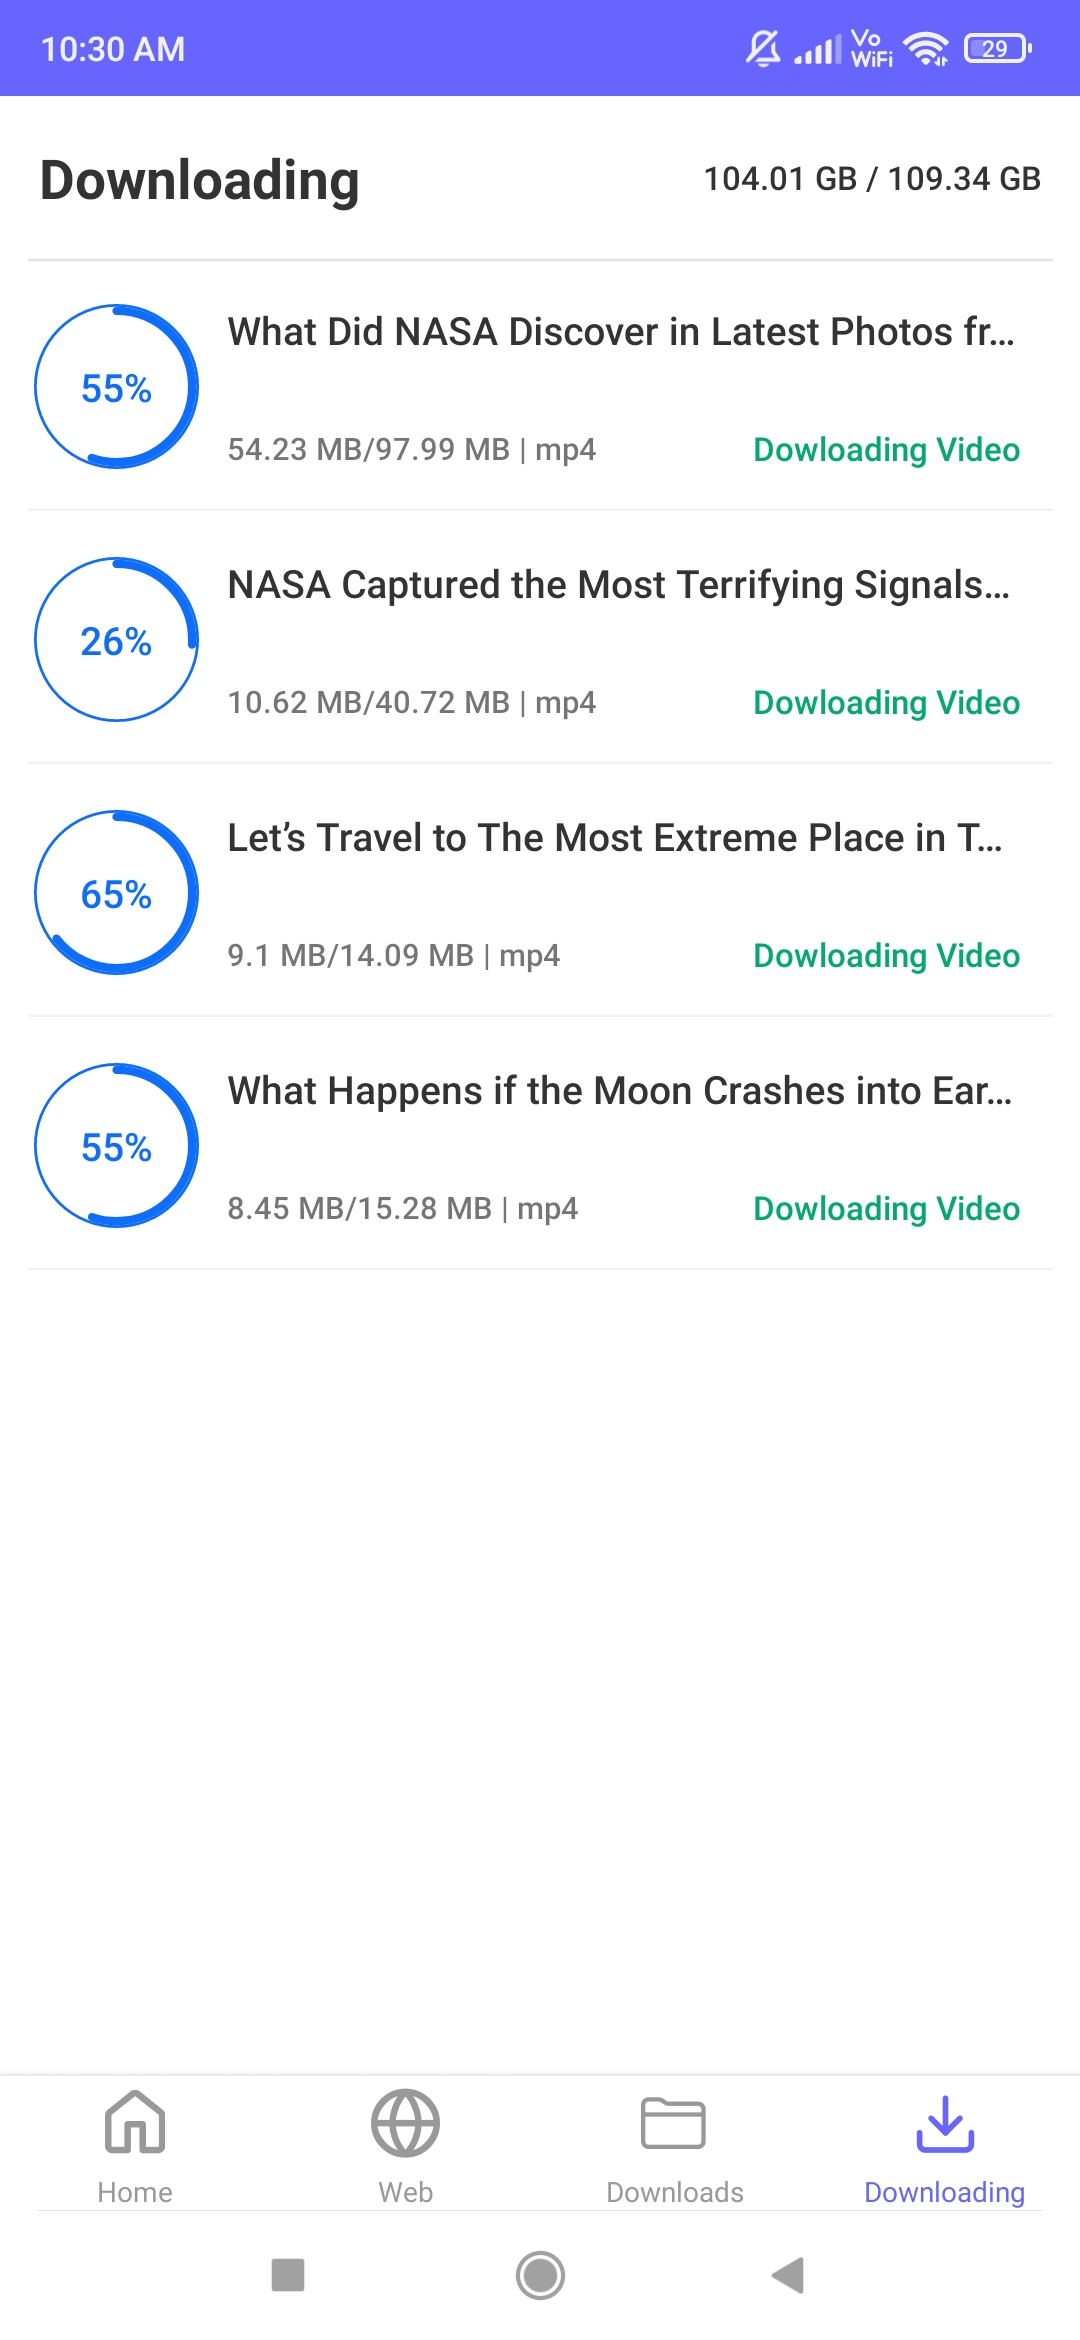 10:30 AM
Vo
WiFi
29
Downloading
104.01 GB / 109.34 GB
55%
What Did NASA Discover in Latest Photos fr...
54.23 MB/97.99 MB | mp4
Dowloading Video
26%
NASA Captured the Most Terrifying Signals...
10.62 MB/40.72 MB | mp4
Dowloading Video
65%
Let’s Travel to The Most Extreme Place in T...
9.1 MB/14.09 MB | mp4
Dowloading Video
55%
What Happens if the Moon Crashes into Ear...
8.45 MB/15.28 MB | mp4
Dowloading Video
Home
Web
Downloads
Downloading